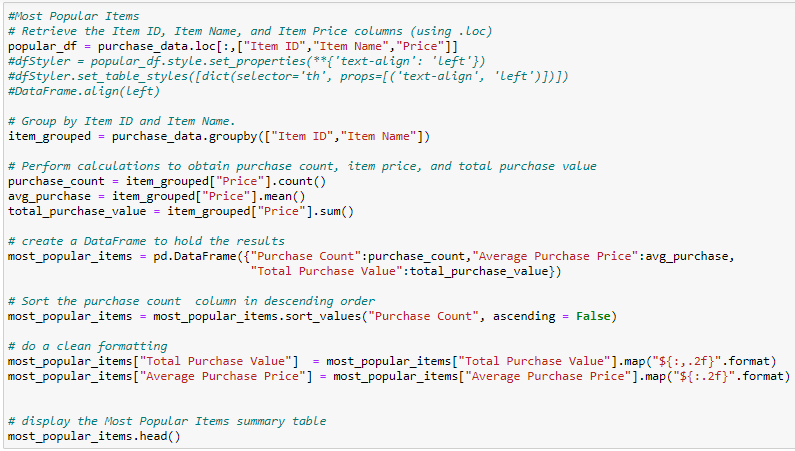 #Most Popular Items
# Retrieve the Item ID, Item Name, and Item Price columns (using .loc)
popular_df = purchase_data.loc[:,["Item ID","Item Name","Price"]]
#dfStyler = popular_df.style.set_properties(**{'text-align': 'left'})
#dfStyler.set_table_styles([dict(selector='th', props=[('text-align', 'left')])])
#DataFrame.align(left)

# Group by Item ID and Item Name.
item_grouped = purchase_data.groupby(["Item ID","Item Name"])

# Perform calculations to obtain purchase count, item price, and total purchase value
purchase_count = item_grouped["Price"].count()
avg_purchase = item_grouped["Price"].mean()
total_purchase_value = item_grouped["Price"].sum()

# create a DataFrame to hold the results
most_popular_items = pd.DataFrame({"Purchase Count":purchase_count,"Average Purchase Price":avg_purchase,
                                "Total Purchase Value":total_purchase_value})

# Sort the purchase count  column in descending order
most_popular_items = most_popular_items.sort_values("Purchase Count", ascending = False)

# do a clean formatting
most_popular_items["Total Purchase Value"]  = most_popular_items["Total Purchase Value"].map("${:,.2f}".format)
most_popular_items["Average Purchase Price"] = most_popular_items["Average Purchase Price"].map("${:.2f}".format)


# display the Most Popular Items summary table
most_popular_items.head()